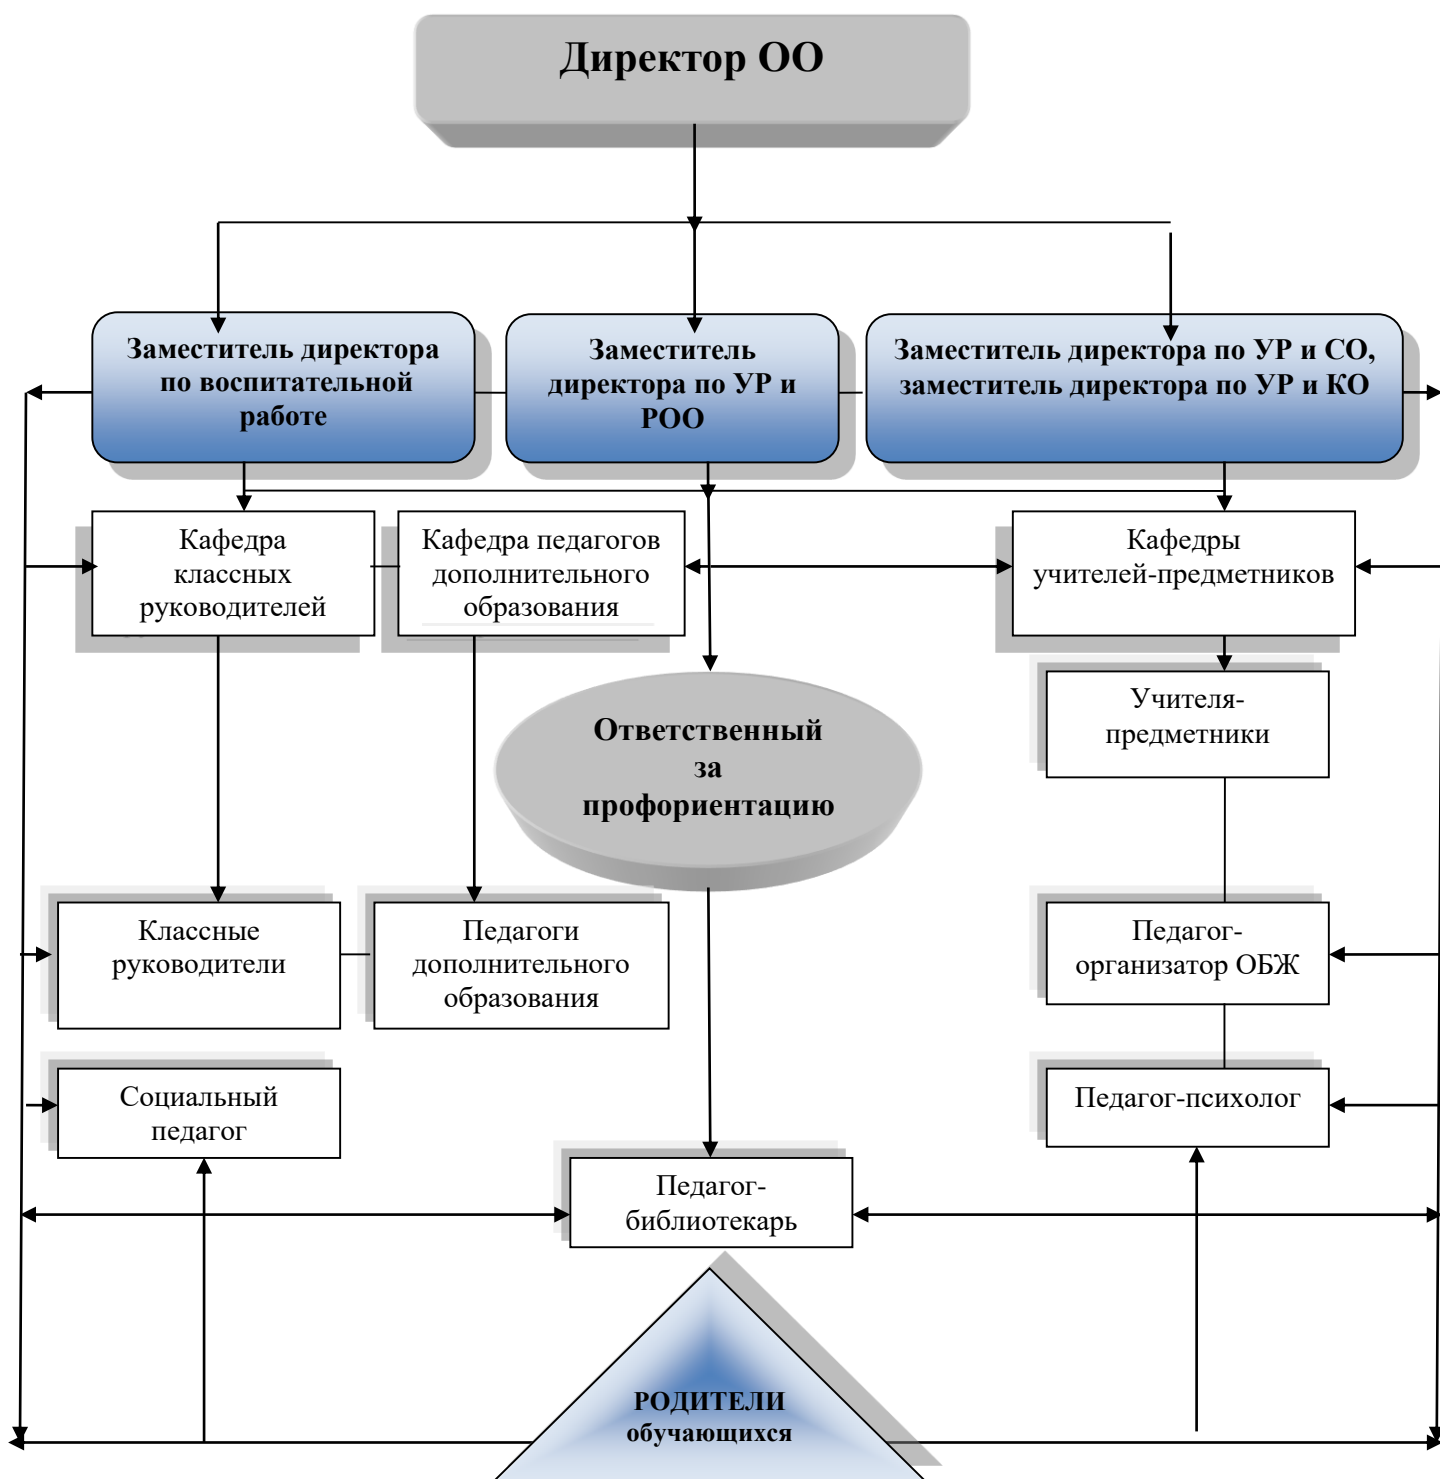 Директор ОО
Заместитель директора
по воспитательной
работе
Заместитель
директора по УР и
РОО
Заместитель директора по УР и СО,
заместитель директора по УР и КО
Кафедра
классных
руководителей
Кафедра педагогов
дополнительного
образования
Кафедры
учителей-предметников
Учителя-
предметники
Ответственный
за
профориентацию
Классные
руководители
Педагоги
дополнительного
образования
Педагог-
организатор ОБЖ
Социальный
педагог
Педагог-психолог
Педагог-
библиотекарь
РОДИТЕЛИ
обучающихся